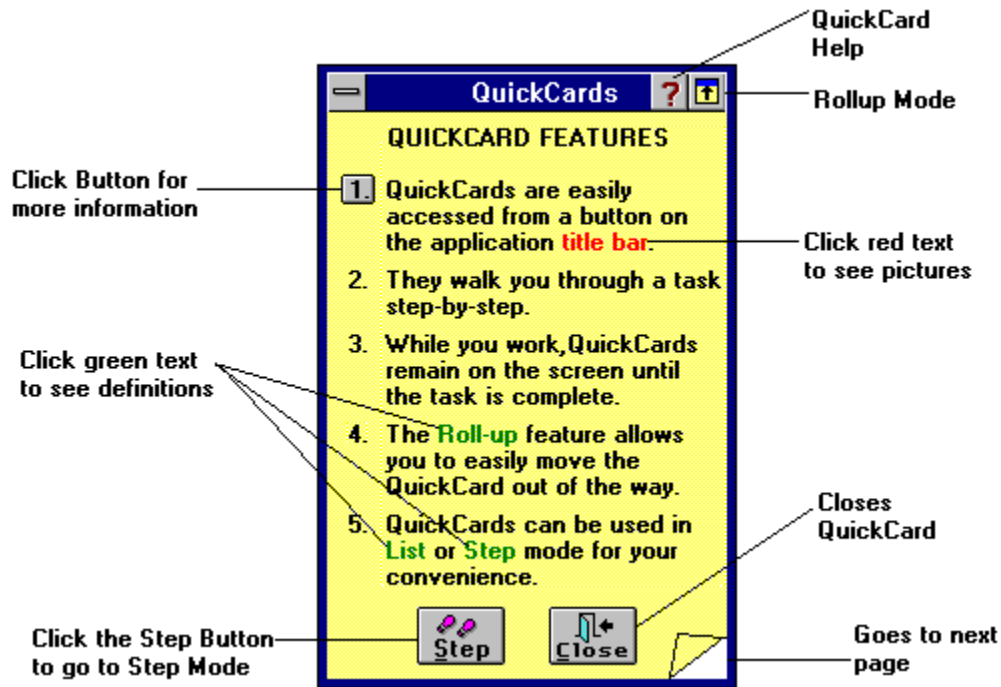 QuickCard
Help
QuickCards
?
Rollup Mode
QUICKCARD FEATURES
Click Button for
more information
1. QuickCards are easily
accessed from a button on
the application title bar.
Click red text
to see pictures
2. They walk you through a task
step-by-step.
3. While you work,QuickCards
remain on the screen until
the task is complete.
Click green text
to see definitions
4. The Roll-up feature allows
you to easily move the
QuickCard out of the way.
5. QuickCards can be used in
List or Step mode for your
convenience.
Closes
QuickCard
Click the Step Button
to go to Step Mode
Step
Close
Goes to next
page